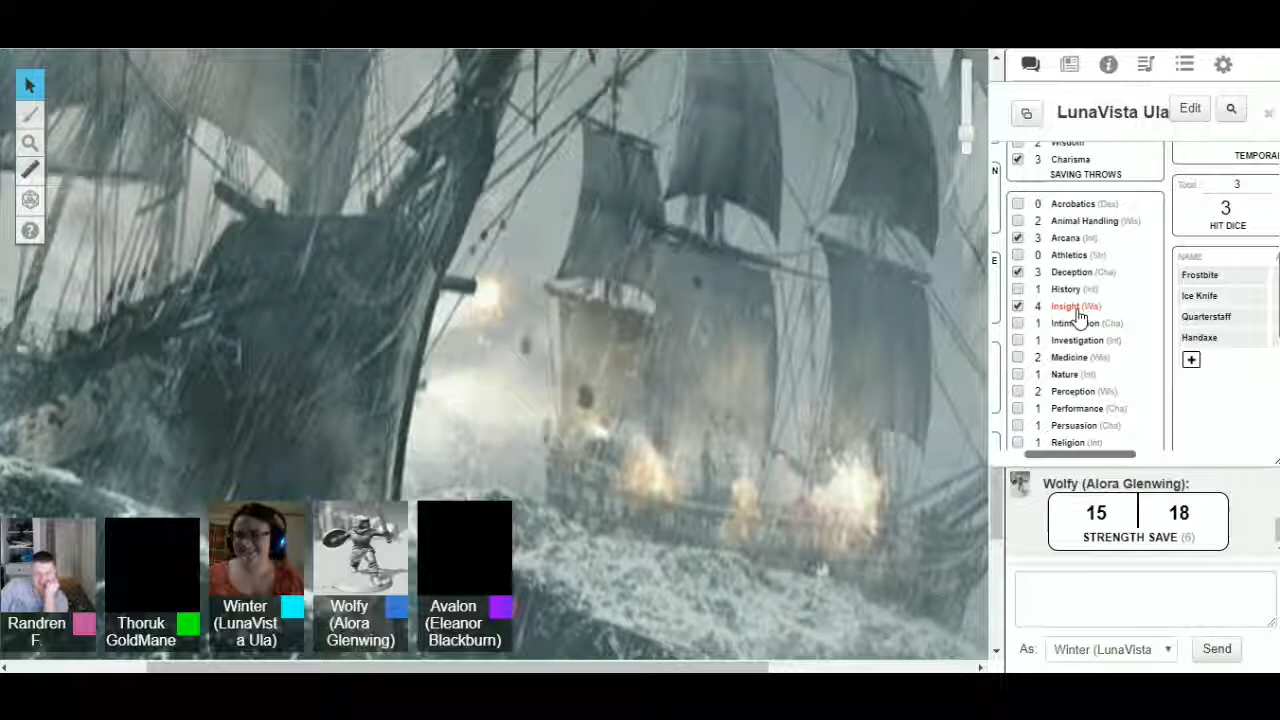 LunaVista Ula
Edit
2 Wisdom
3 Charisma
SAVING THROWS
0 Acrobatics (Dex)
2 Animal Handling (Wis)
3 Arcana (Int)
0 Athletics (Str)
3 Deception (Cha)
1 History (Int)
4 Insight (Wis)
1 Intimidation (Cha)
1 Investigation (Int)
2 Medicine (Wis)
1 Nature (Int)
2 Perception (Wis)
1 Performance (Cha)
1 Persuasion (Cha)
1 Religion (Int)
N
E
TEMPORA
Total 3
3
HIT DICE
NAME
Frostbite
Ice Knife
Quarterstaff
Handaxe
+
Wolfy (Alora Glenwing):
15 18
STRENGTH SAVE (6)
As: Winter (LunaVista
Send
Randren
F.
Thoruk
GoldMane
Winter
(LunaVist
a Ula)
Wolfy
(Alora
Glenwing)
Avalon
(Eleanor
Blackburn)